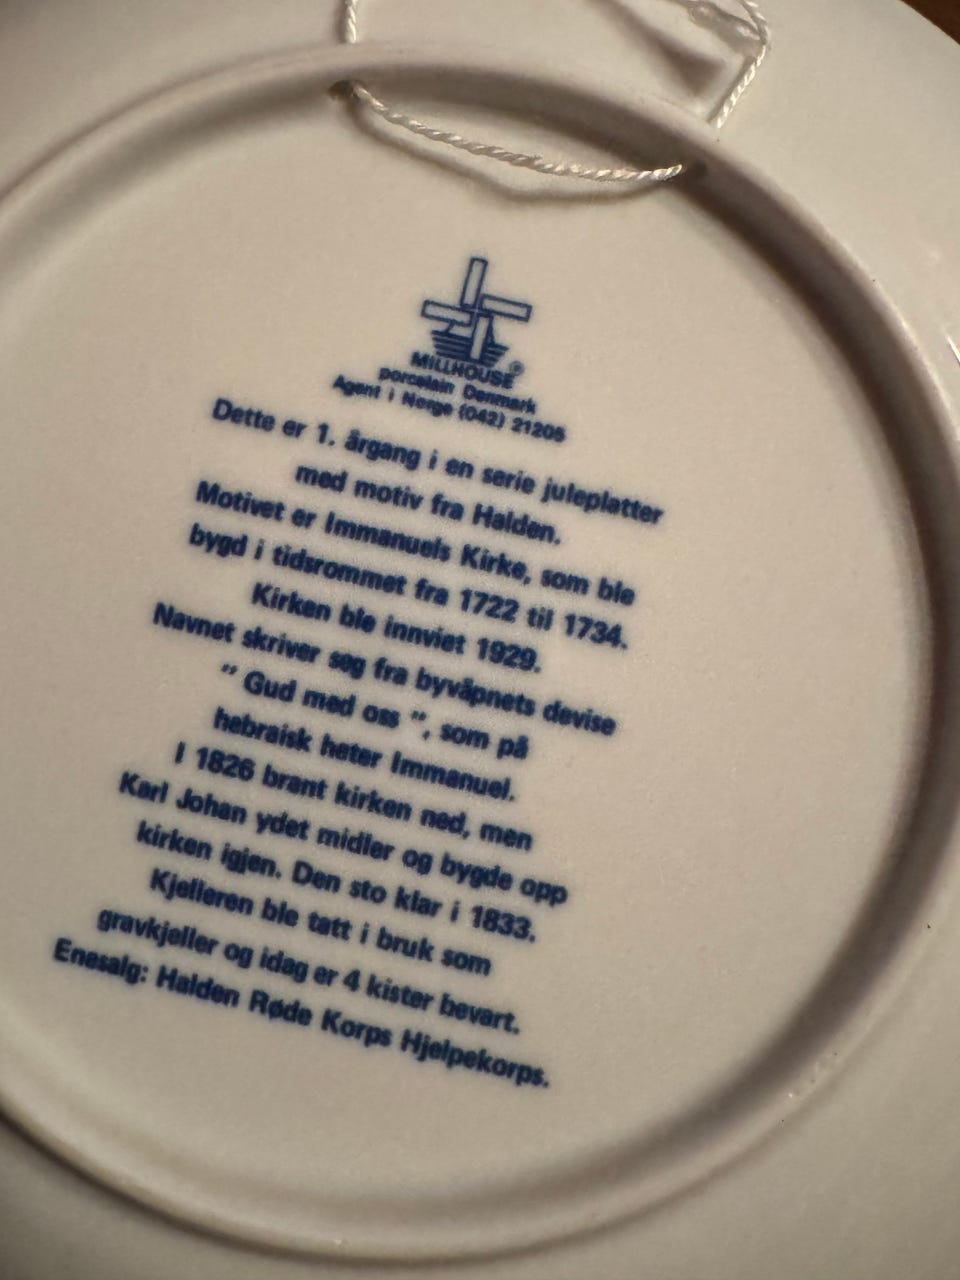 MILLHOUSE ®
porcelain Denmark
Agent i Norge (042) 21205
Dette er 1. årgang i en serie juleplatter
med motiv fra Halden.
Motivet er Immanuels Kirke, som ble
bygd i tidsrommet fra 1722 til 1734.
Kirken ble innviet 1929.
Navnet skriver seg fra byvåpnets devise
" Gud med oss ", som på
hebraisk heter Immanuel.
I 1826 brant kirken ned, men
Karl Johan ydet midler og bygde opp
kirken igjen. Den sto klar i 1833.
Kjelleren ble tatt i bruk som
gravkjeller og idag er 4 kister bevart.
Enesalg: Halden Røde Korps Hjelpekorps.